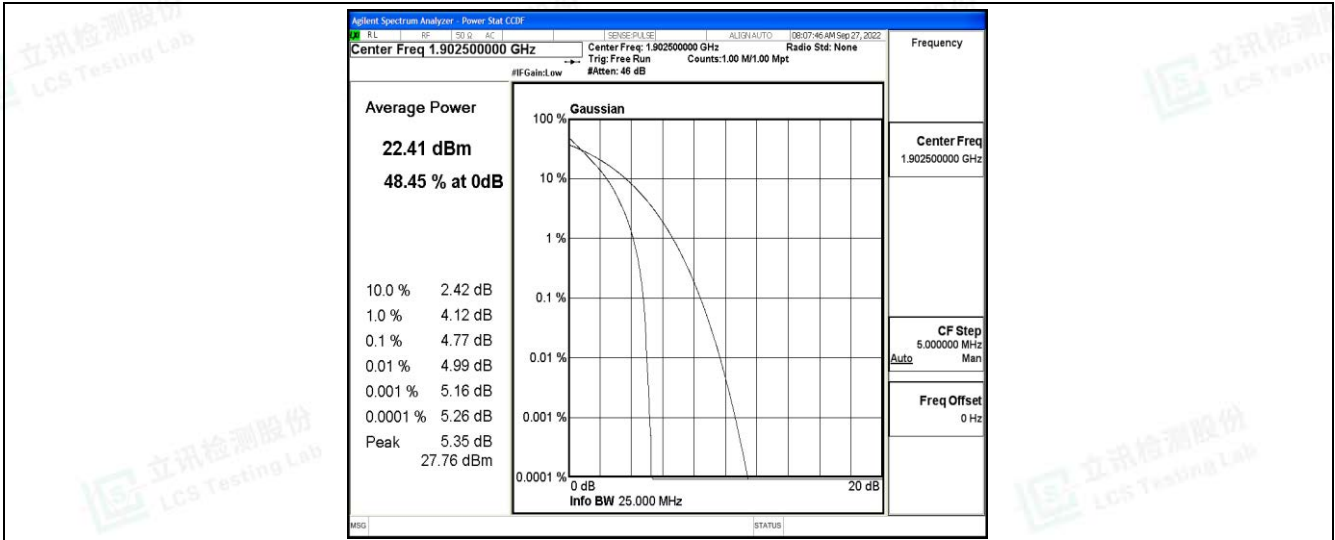 Agilent Spectrum Analyzer - Power Stat CCDF
RL RF 50 Ω AC SENSE:PULSE ALIGN AUTO 08:07:46 AM Sep 27, 2022
Center Freq 1.902500000 GHz
Center Freq: 1.902500000 GHz Radio Std: None
Trig: Free Run Counts:1.00 M/1.00 Mpt
#IFGain:Low #Atten: 46 dB
Frequency
Average Power
22.41 dBm
48.45 % at 0dB
10.0 % 2.42 dB
1.0 % 4.12 dB
0.1 % 4.77 dB
0.01 % 4.99 dB
0.001 % 5.16 dB
0.0001 % 5.26 dB
Peak 5.35 dB
27.76 dBm
Gaussian
100 %
10 %
1 %
0.1 %
0.01 %
0.001 %
0.0001 %
0 dB 20 dB
Info BW 25.000 MHz
Center Freq
1.902500000 GHz
CF Step
5.000000 MHz
Auto Man
Freq Offset
0 Hz
MSG STATUS
立讯检测股份
LCS Testing Lab
立讯检测股份
LCS Testing Lab
立讯检测股份
LCS Testing Lab